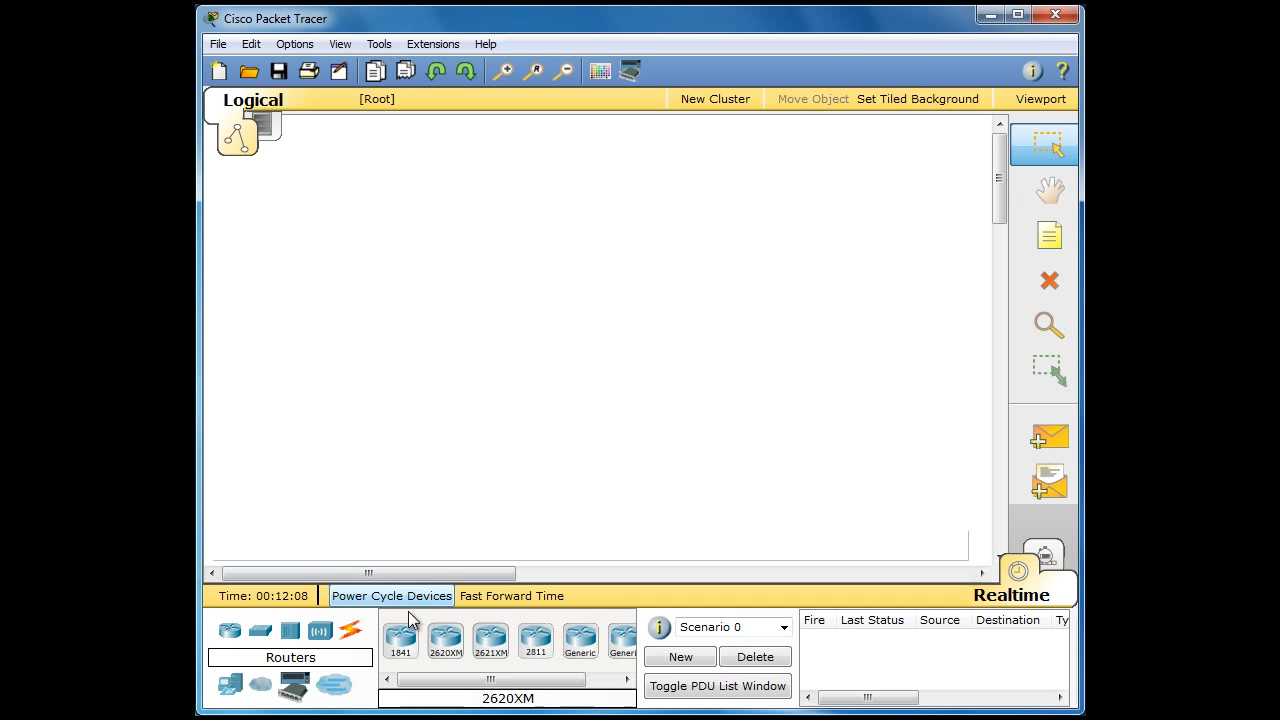 Cisco Packet Tracer
File Edit Options View Tools Extensions Help
Logical [Root] New Cluster Move Object Set Tiled Background Viewport
Time: 00:12:08 Power Cycle Devices Fast Forward Time Realtime
Fire Last Status Source Destination Ty
Scenario 0
1841 2620XM 2621XM 2811 Generic Generi
Routers
New Delete
Toggle PDU List Window
2620XM